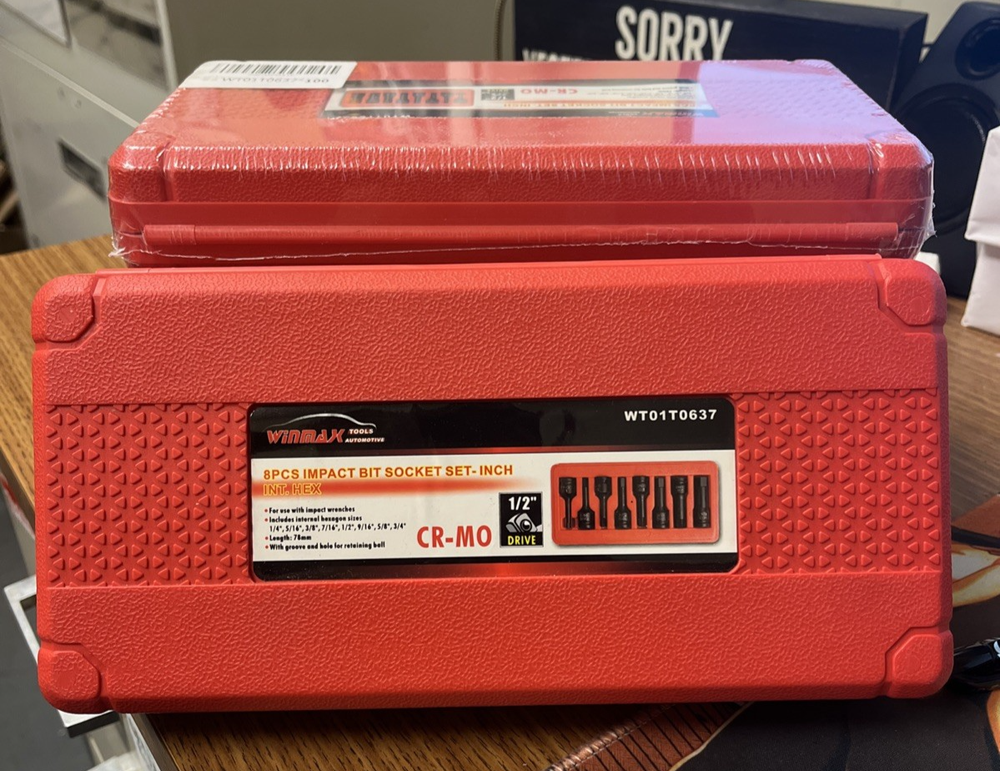 SORRY
CR-MO
WT01T0637
WINMAX TOOLS
AUTOMOTIVE
8PCS IMPACT BIT SOCKET SET- INCH
INT. HEX
• For use with impact wrenches
• Includes internal hexagon sizes
1/4", 5/16", 3/8", 7/16", 1/2", 9/16", 5/8", 3/4"
• Length: 78mm
• With groove and hole for retaining ball
CR-MO
1/2"
DRIVE